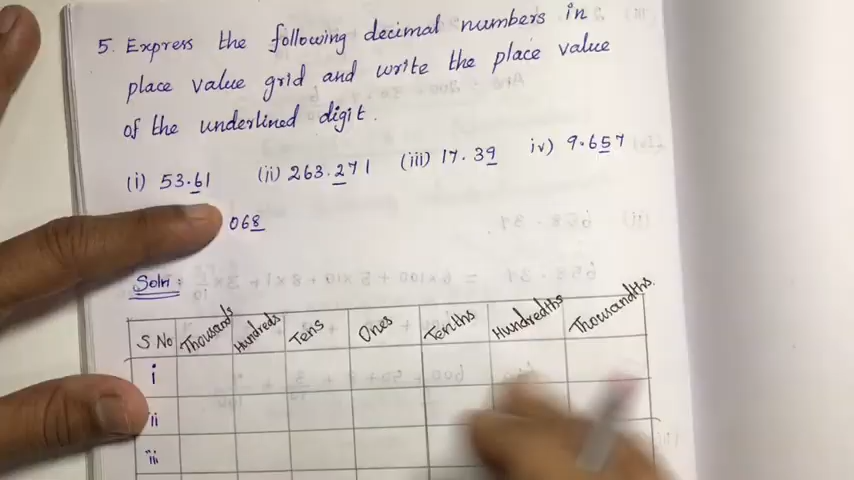 5. Express the following decimal numbers in
place value grid and write the place value
of the underlined digit.
(i) 53.61 (ii) 263.271 (iii) 17.39 iv) 9.657
068
Soln:
S No Thousands Hundreds Tens Ones Tenths Hundredths Thousandths.
i
ii
iii